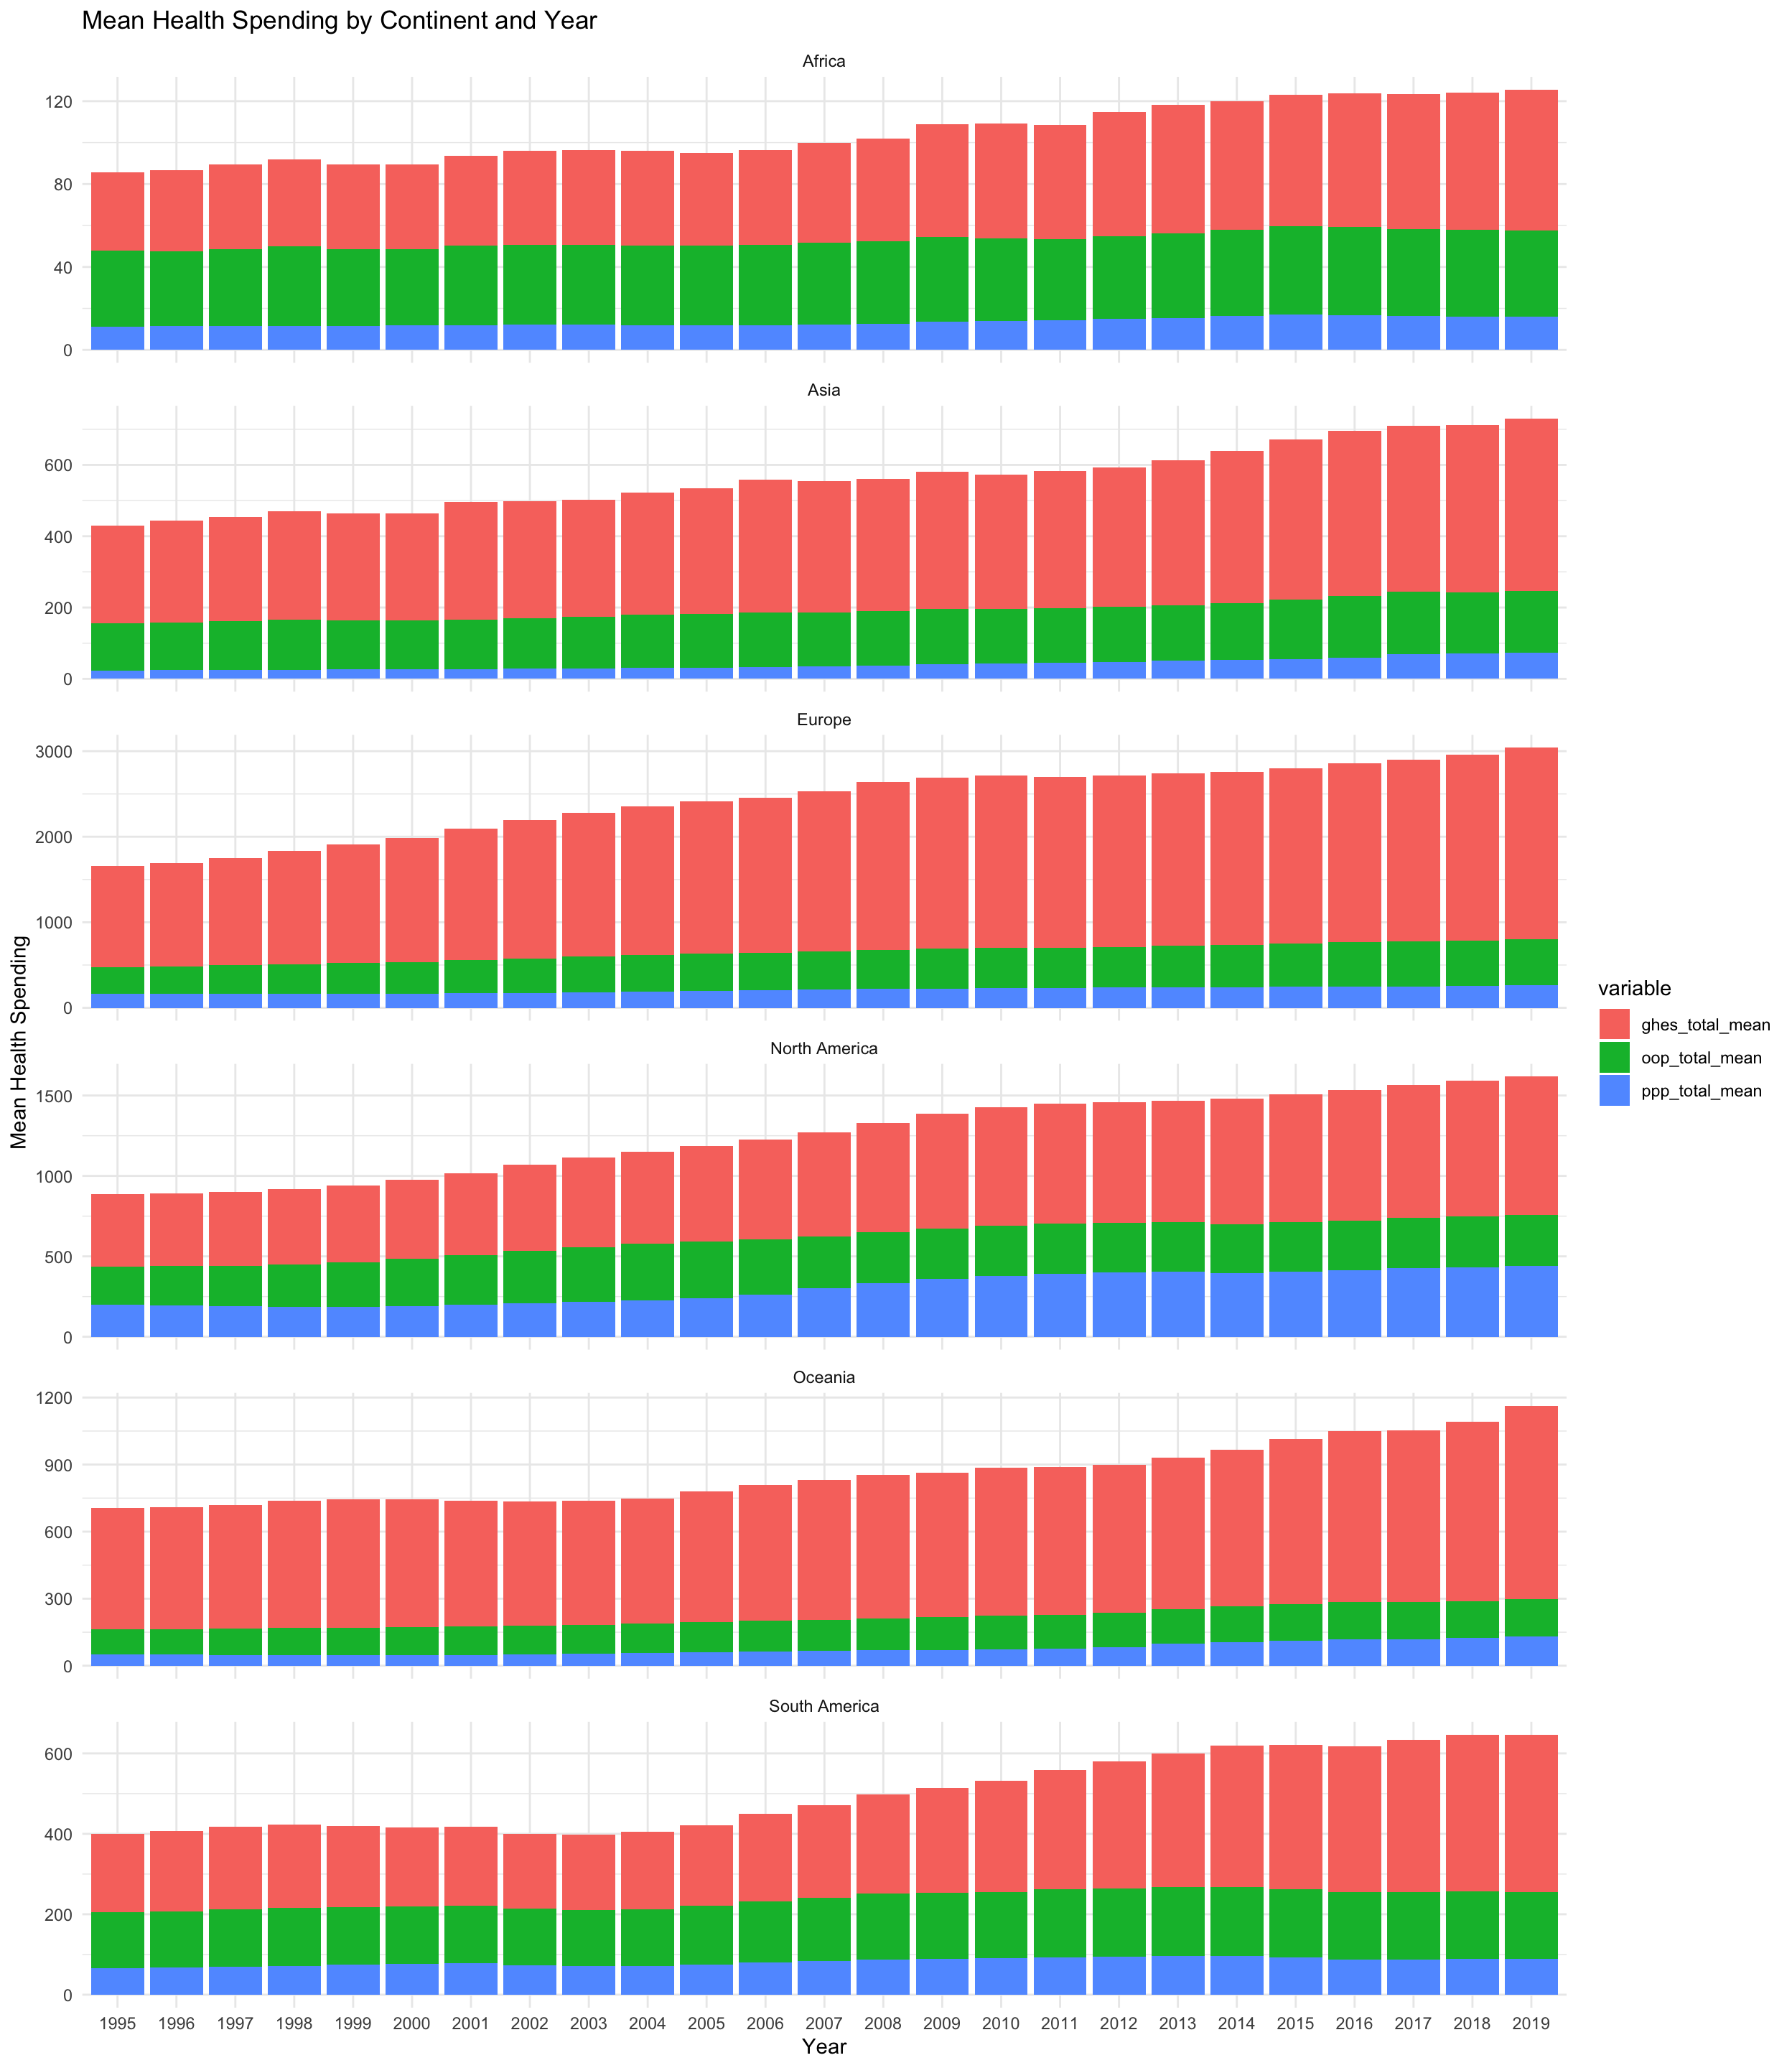 Mean Health Spending by Continent and Year
Africa
120
80
40
0
Asia
600
400
200
0
Europe
3000
2000
1000
0
North America
1500
1000
500
0
Oceania
1200
900
600
300
0
South America
600
400
200
0
1995 1996 1997 1998 1999 2000 2001 2002 2003 2004 2005 2006 2007 2008 2009 2010 2011 2012 2013 2014 2015 2016 2017 2018 2019
Year
Mean Health Spending
variable
ghes_total_mean
oop_total_mean
ppp_total_mean